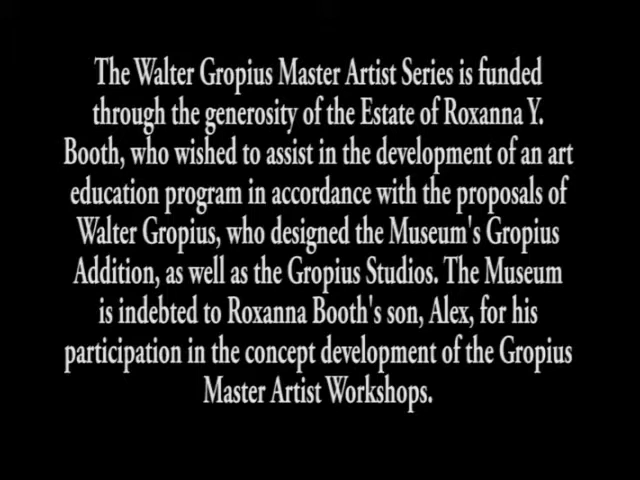 The Walter Gropius Master Artist Series is funded
through the generosity of the Estate of Roxanna Y.
Booth, who wished to assist in the development of an art
education program in accordance with the proposals of
Walter Gropius, who designed the Museum's Gropius
Addition, as well as the Gropius Studios. The Museum
is indebted to Roxanna Booth's son, Alex, for his
participation in the concept development of the Gropius
Master Artist Workshops.